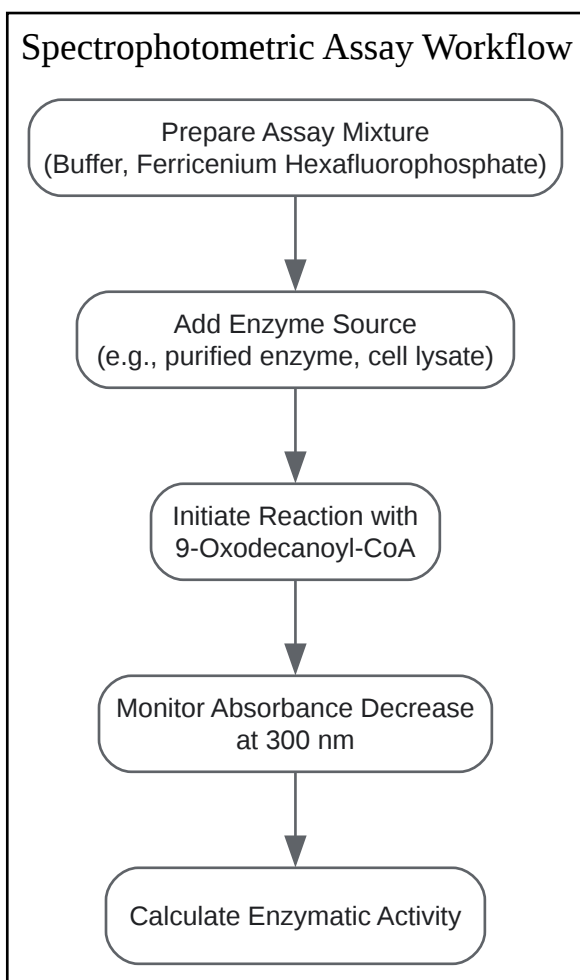 Spectrophotometric Assay Workflow
Prepare Assay Mixture
(Buffer, Ferricenium Hexafluorophosphate)
Add Enzyme Source
(e.g., purified enzyme, cell lysate)
Initiate Reaction with
9-Oxodecanoyl-CoA
Monitor Absorbance Decrease
at 300 nm
Calculate Enzymatic Activity